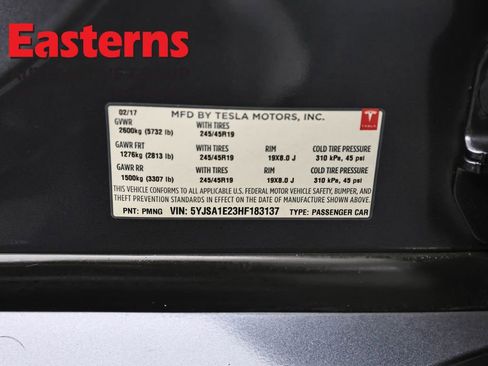 Easterns
02/17
MFD BY TESLA MOTORS, INC.
GVWR WITH TIRES
2600kg (5732 lb) 245/45R19
GAWR FRT WITH TIRES RIM COLD TIRE PRESSURE
1276kg (2813 lb) 245/45R19 19X8.0 J 310 kPa, 45 psi
GAWR RR WITH TIRES RIM COLD TIRE PRESSURE
1500kg (3307 lb) 245/45R19 19X8.0 J 310 kPa, 45 psi
THIS VEHICLE CONFORMS TO ALL APPLICABLE U.S. FEDERAL MOTOR VEHICLE SAFETY, BUMPER, AND
THEFT PREVENTION STANDARDS IN EFFECT ON THE DATE OF MANUFACTURE SHOWN ABOVE.
PNT: PMNG VIN: 5YJSA1E23HF183137 TYPE: PASSENGER CAR
TESLA